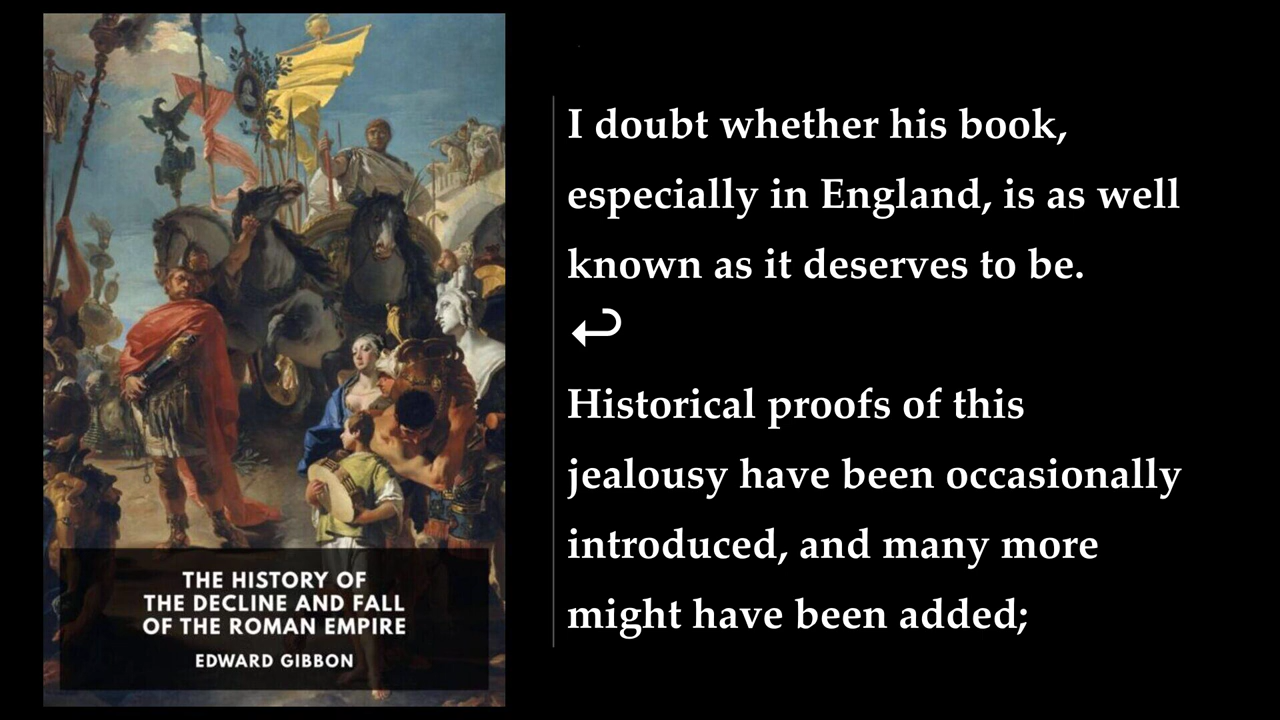 THE HISTORY OF
THE DECLINE AND FALL
OF THE ROMAN EMPIRE
EDWARD GIBBON
I doubt whether his book,
especially in England, is as well
known as it deserves to be.
↩
Historical proofs of this
jealousy have been occasionally
introduced, and many more
might have been added;